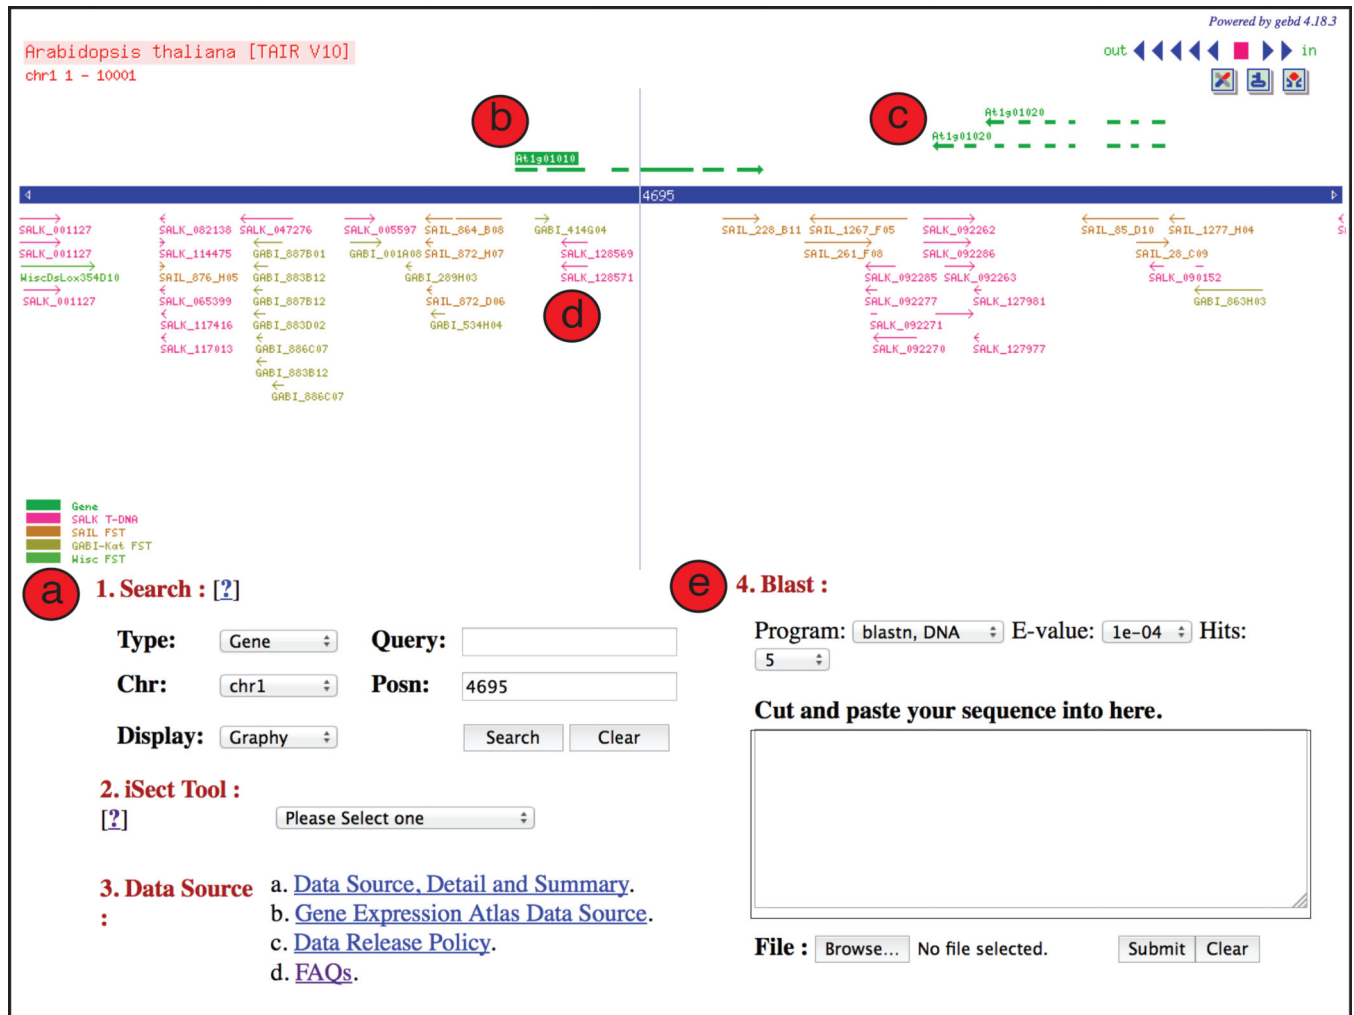 Powered by gebd 4.18.3
Arabidopsis thaliana [TAIR V10]
out in
chr1 1 - 10001
b
c
At1g01020
At1g01020
At1g01010
4695
SALK_001127 SALK_082138 SALK_047276 SALK_005597 SAIL_864_B08 GABI_414G04 SAIL_228_B11 SAIL_1267_F05 SALK_092262 SAIL_85_D10 SAIL_1277_H04
SALK_001127 SALK_114475 GABI_887B01 GABI_001A08 SAIL_872_H07 SALK_128569 SAIL_261_F08 SALK_092286 SAIL_28_C09
WiscDsLox354D10 SAIL_876_H05 GABI_883B12 GABI_289H03 SALK_128571 SALK_092285 SALK_092263 SALK_090152
SALK_001127 SALK_065399 GABI_887B12 SAIL_872_D06 SALK_092277 SALK_127981 GABI_863H03
d
SALK_117416 GABI_883D02 GABI_534H04 SALK_092271
SALK_117013 GABI_886C07 SALK_092270 SALK_127977
GABI_883B12
GABI_886C07
Gene
SALK T-DNA
SAIL FST
GABI-Kat FST
Wisc FST
a
1. Search : [?]
Type: Gene Query:
Chr: chr1 Posn: 4695
Display: Graphy Search Clear
2. iSect Tool :
[?] Please Select one
3. Data Source
:
a. Data Source, Detail and Summary.
b. Gene Expression Atlas Data Source.
c. Data Release Policy.
d. FAQs.
e
4. Blast :
Program: blastn, DNA E-value: 1e-04 Hits:
5
Cut and paste your sequence into here.
File : Browse... No file selected. Submit Clear